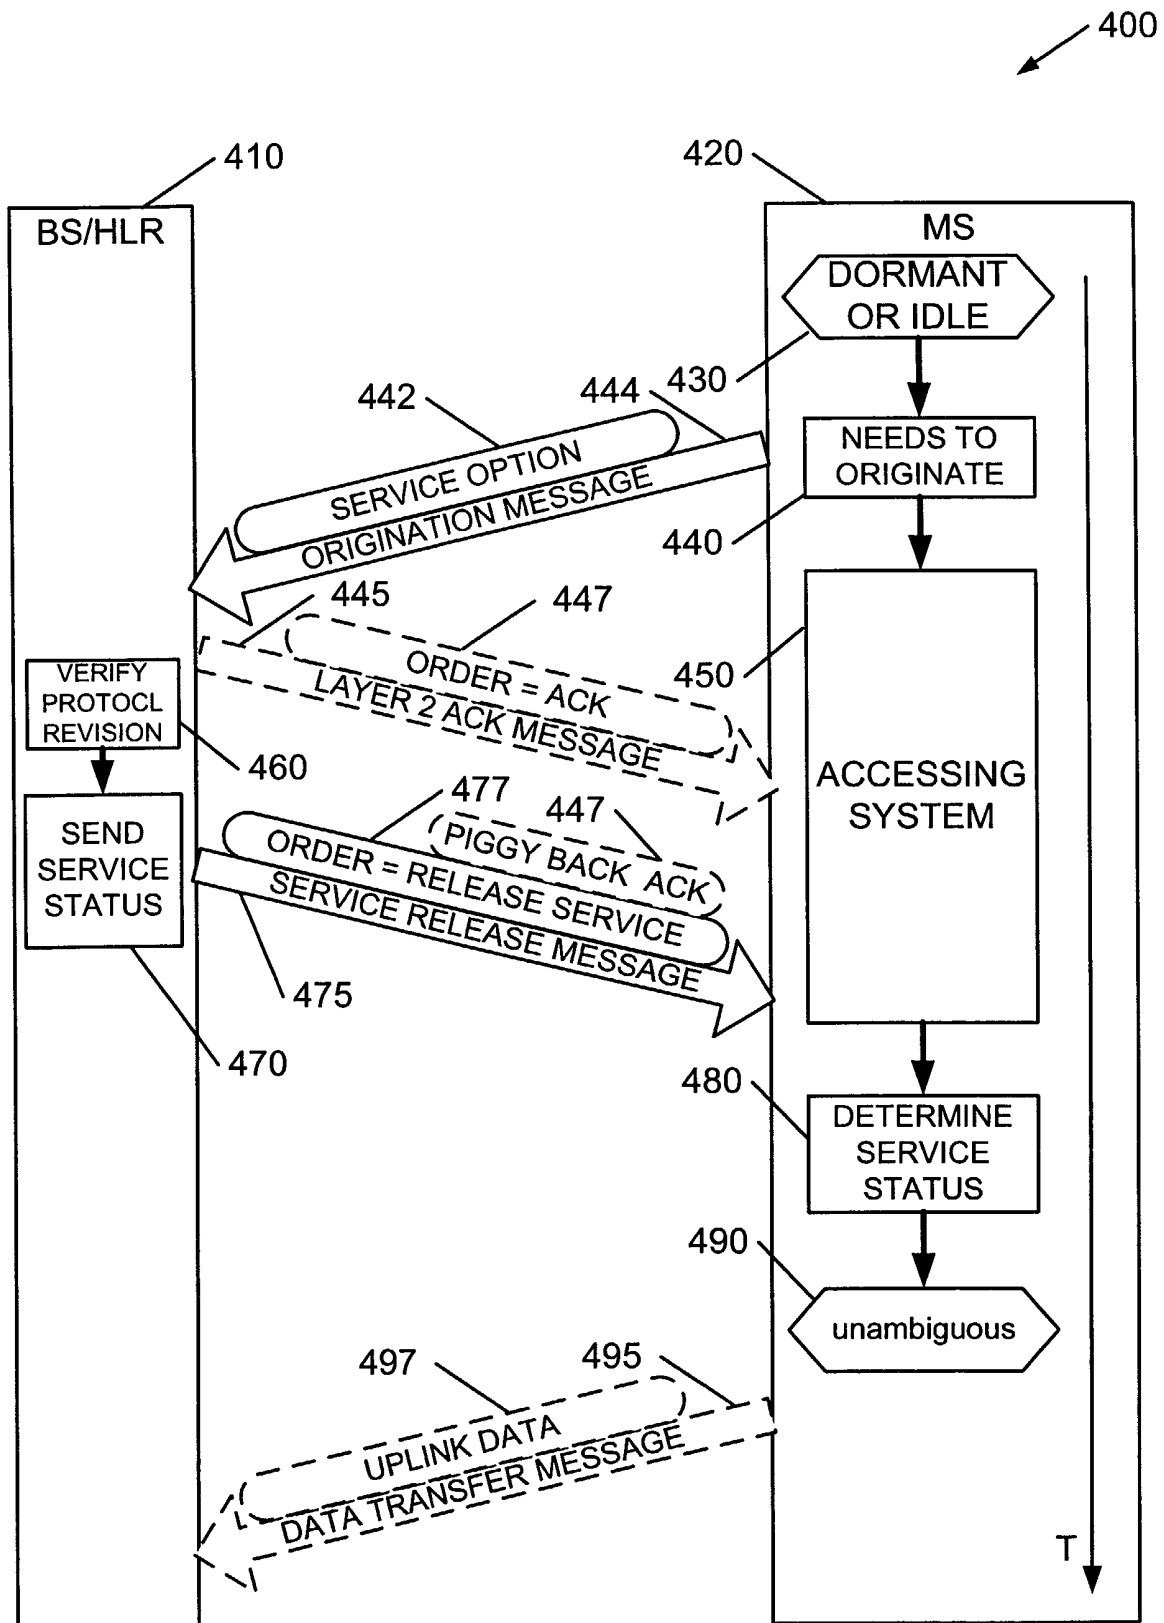 400
410
420
BS/HLR
MS
DORMANT
OR IDLE
430
442
444
NEEDS TO
ORIGINATE
SERVICE OPTION
ORIGINATION MESSAGE
440
445
447
450
ORDER = ACK
LAYER 2 ACK MESSAGE
VERIFY
PROTOCL
REVISION
460
ACCESSING
SYSTEM
477
447
SEND
SERVICE
STATUS
PIGGY BACK ACK
ORDER = RELEASE SERVICE
SERVICE RELEASE MESSAGE
475
470
480
DETERMINE
SERVICE
STATUS
490
unambiguous
497
495
UPLINK DATA
DATA TRANSFER MESSAGE
T